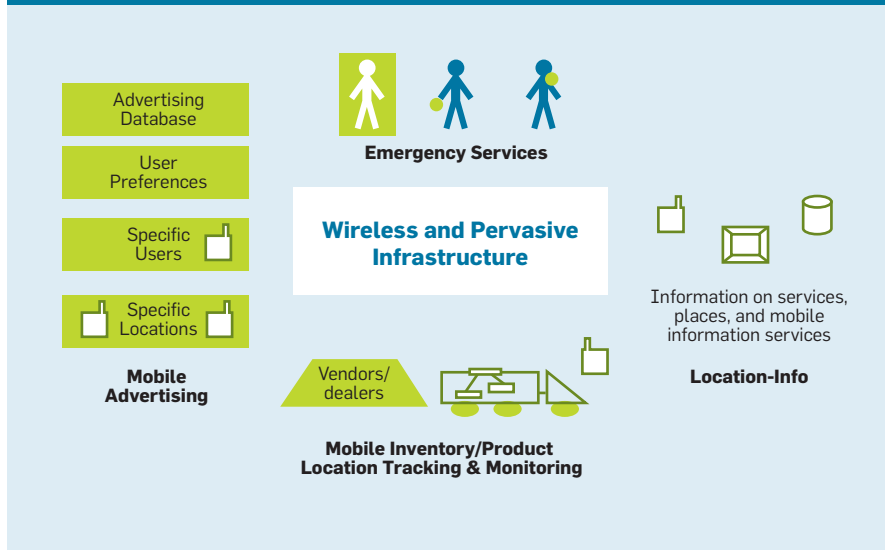 Advertising
Database
User
Preferences
Specific
Users
Specific
Locations
Mobile
Advertising
Emergency Services
Wireless and Pervasive
Infrastructure
Vendors/
dealers
Mobile Inventory/Product
Location Tracking & Monitoring
Information on services,
places, and mobile
information services
Location-Info